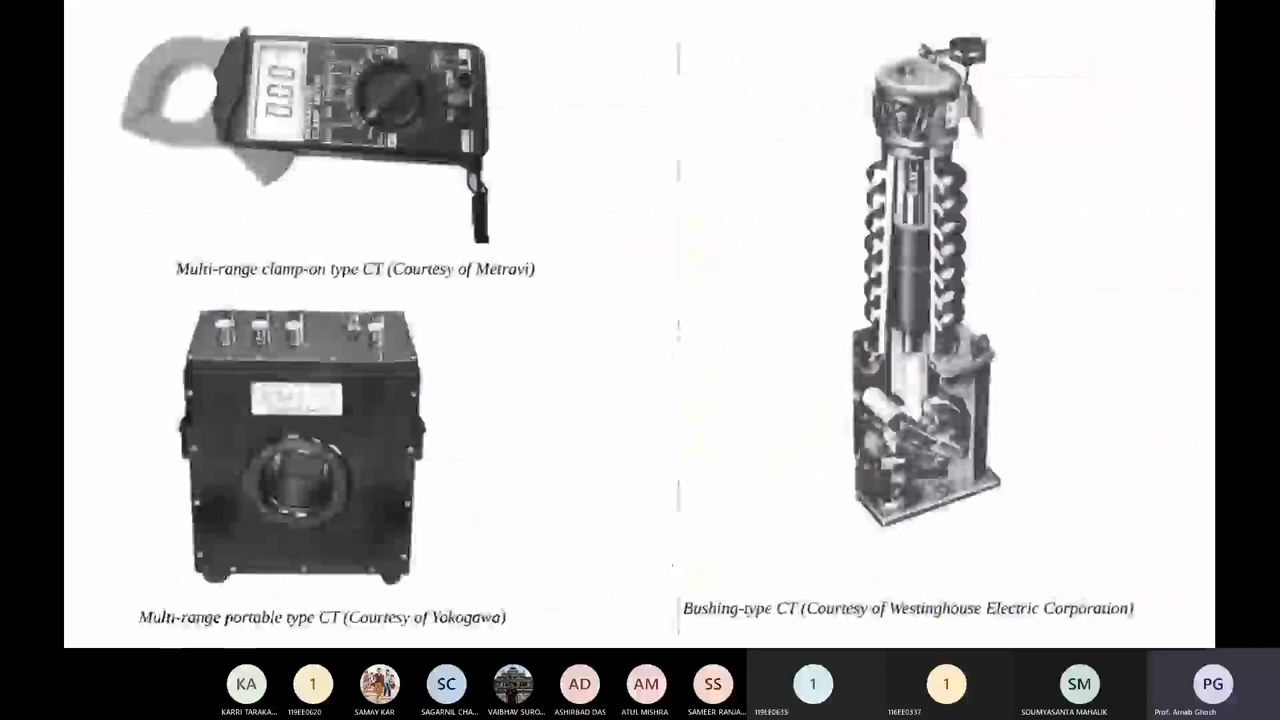 0.00
Multi-range clamp-on type CT (Courtesy of Metravi)
Multi-range portable type CT (Courtesy of Yokogawa)
Bushing-type CT (Courtesy of Westinghouse Electric Corporation)
KA
1
SC
AD
AM
SS
1
1
SM
PG
KARRI TARAKA...
119EE0620
SAMAY KAR
SAGARNIL CHA...
VAIBHAV SURO...
ASHIRBAD DAS
ATUL MISHRA
SAMEER RANJA...
119EE0635
116EE0337
SOUMYASANTA MAHALIK
Prof. Arnab Ghosh